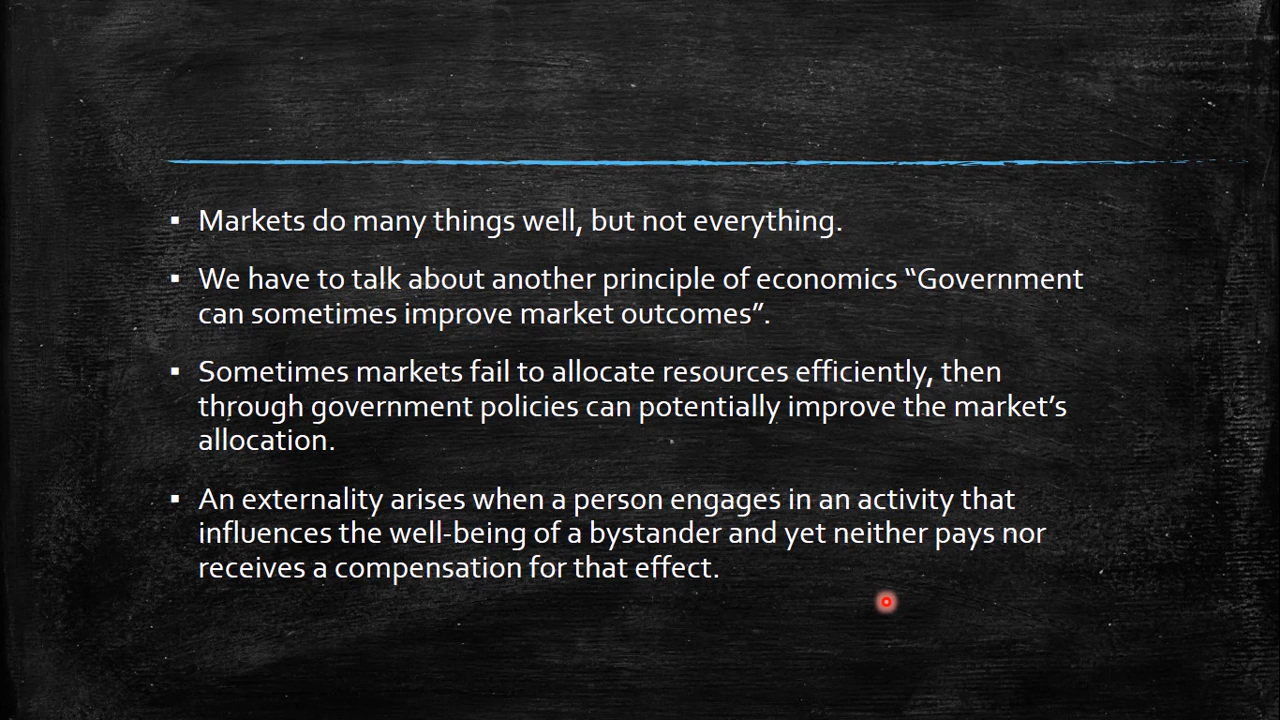 ▪ Markets do many things well, but not everything.
▪ We have to talk about another principle of economics “Government
can sometimes improve market outcomes”.
▪ Sometimes markets fail to allocate resources efficiently, then
through government policies can potentially improve the market’s
allocation.
▪ An externality arises when a person engages in an activity that
influences the well-being of a bystander and yet neither pays nor
receives a compensation for that effect.